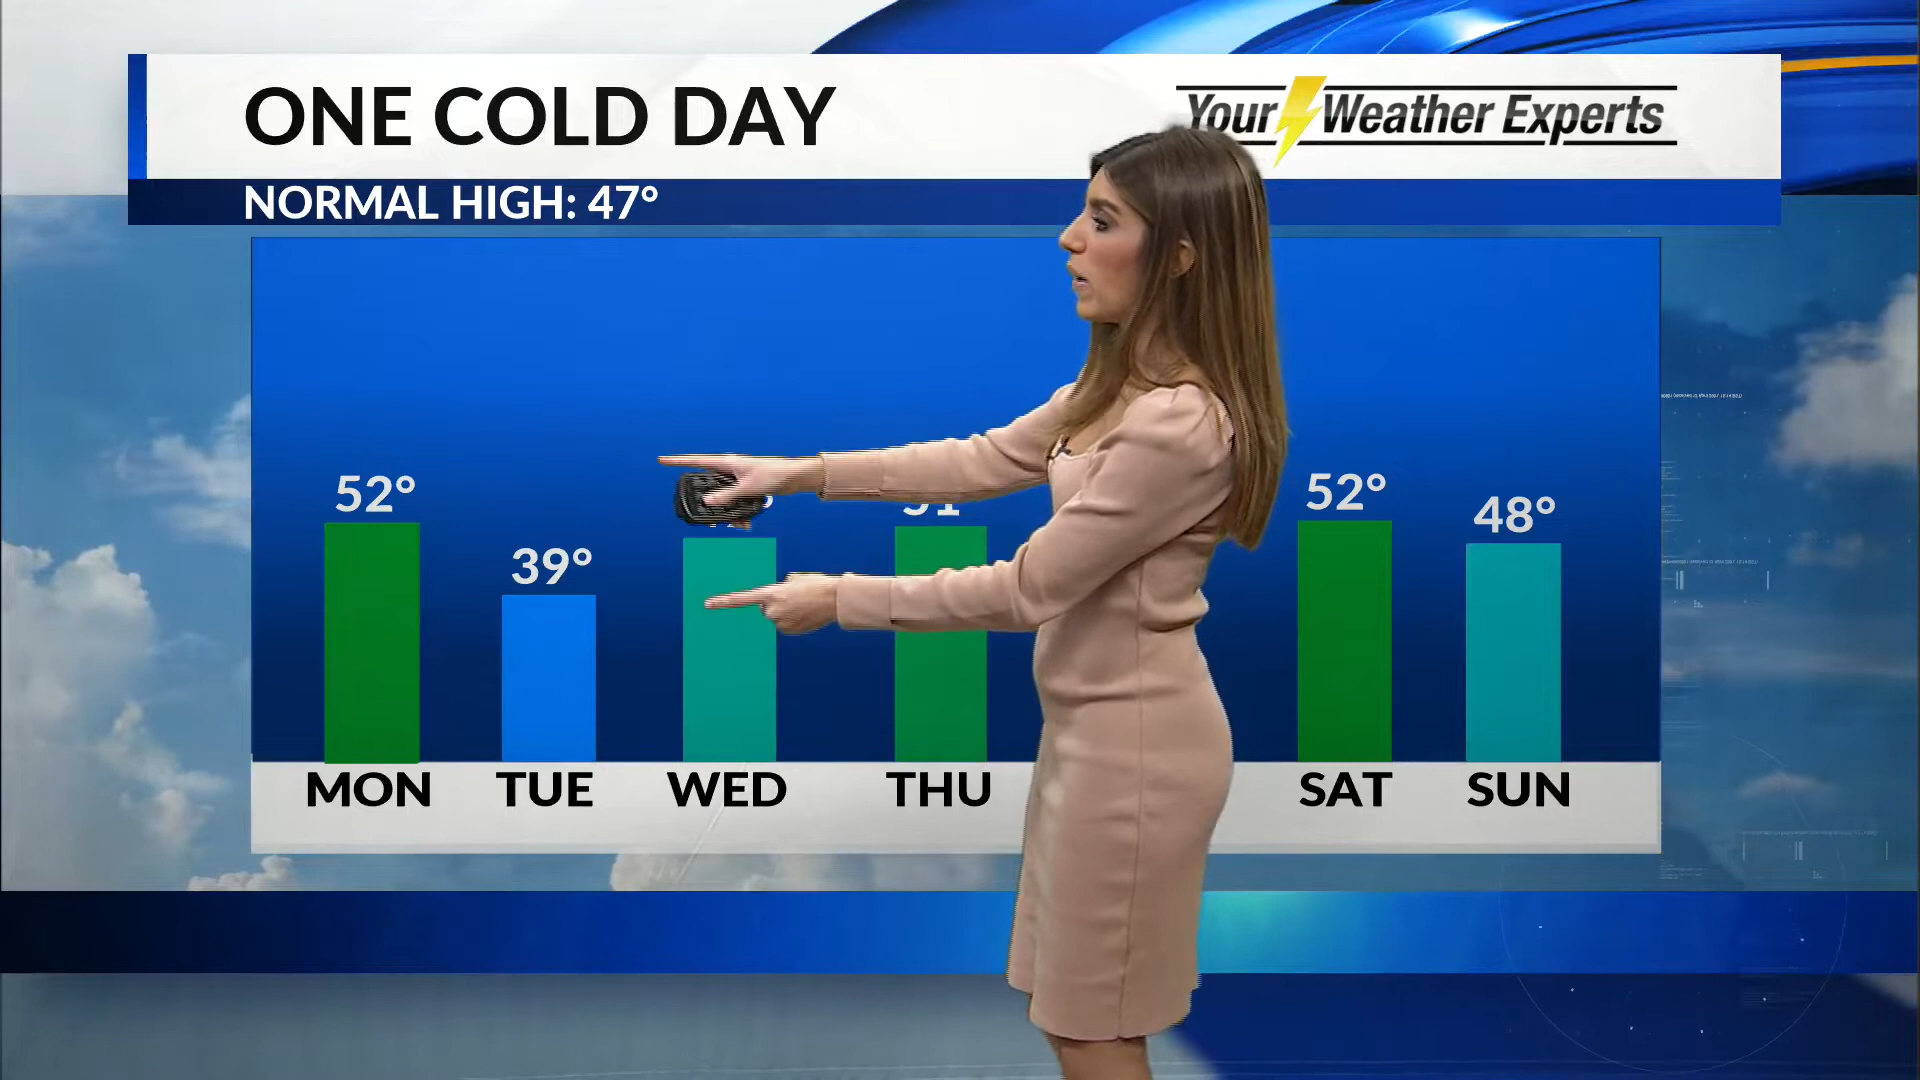 ONE COLD DAY
Your Weather Experts
NORMAL HIGH: 47°
52°
39°
51
52°
48°
MON TUE WED THU SAT SUN